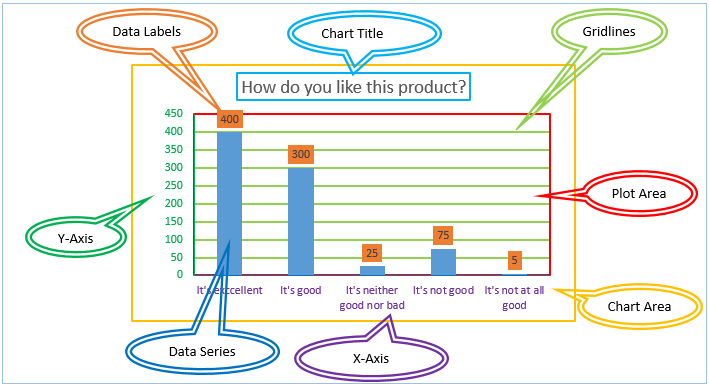 Data Labels
Chart Title
Gridlines
How do you like this product?
450
400
400
350
300
300
250
200
150
100
50
0
25
75
5
Plot Area
Y-Axis
It's exccellent
It's good
It's neither
good nor bad
It's not good
It's not at all
good
Chart Area
Data Series
X-Axis